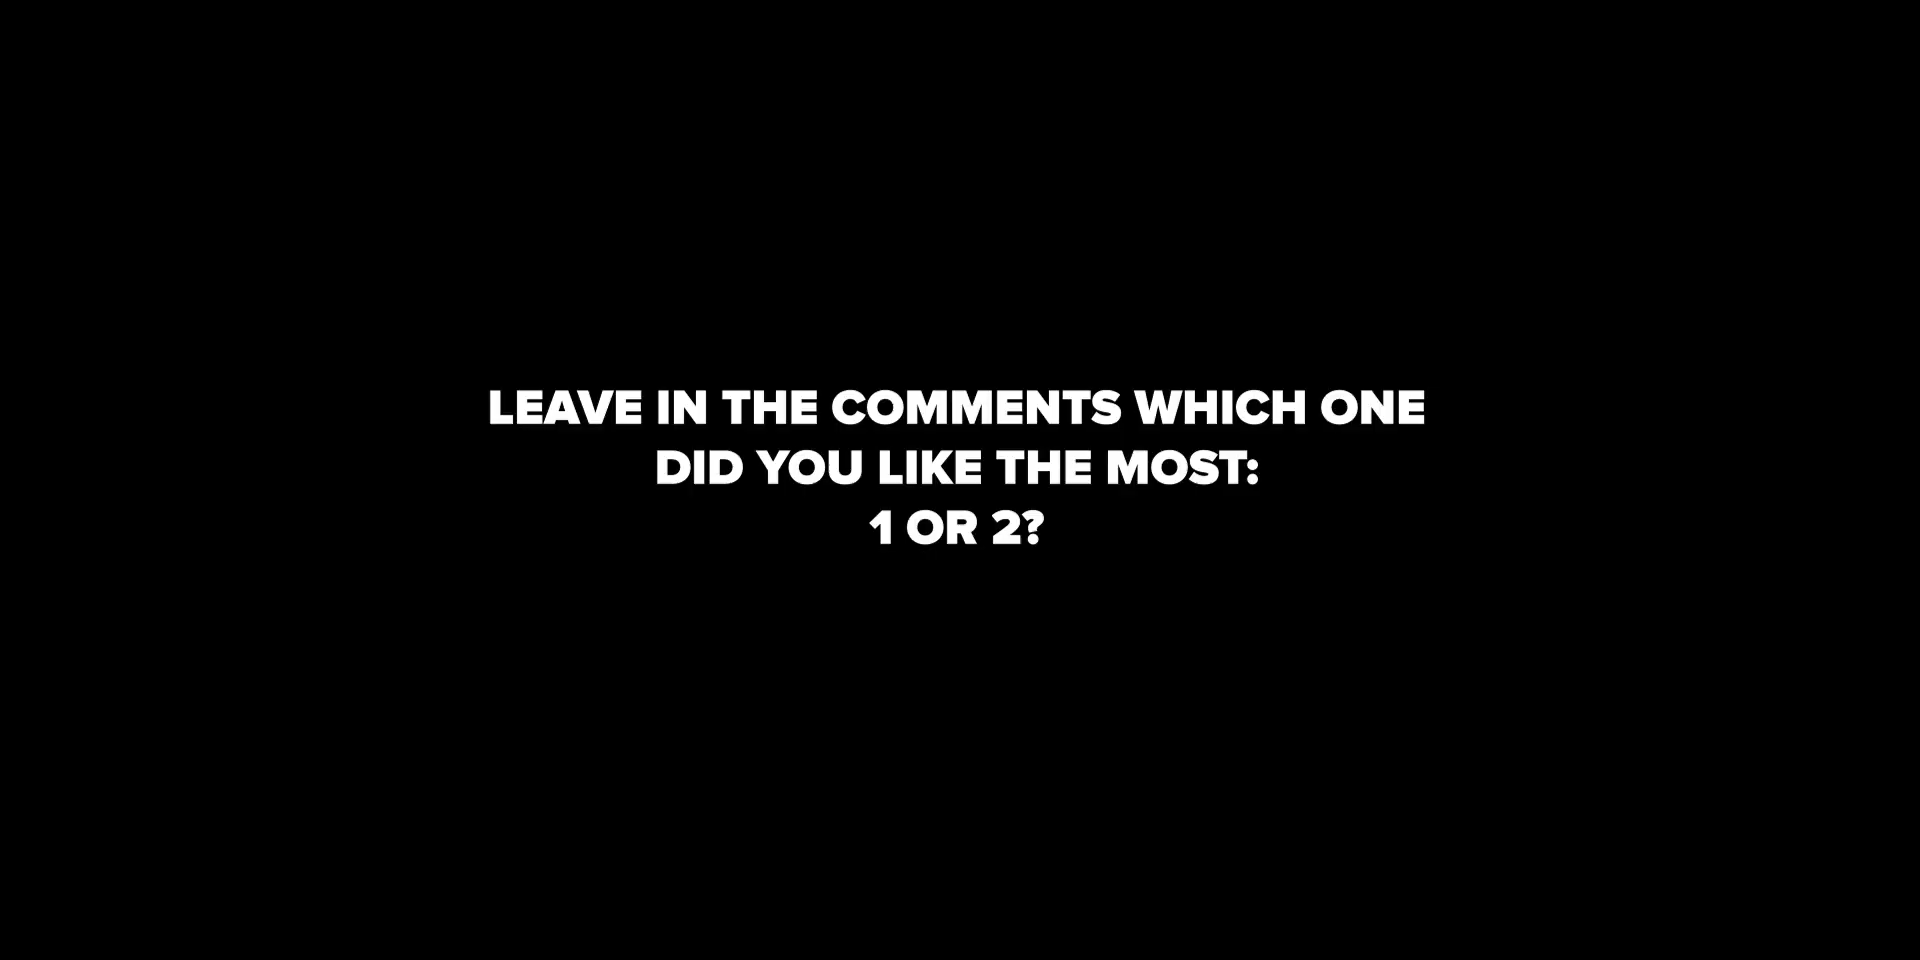 LEAVE IN THE COMMENTS WHICH ONE
DID YOU LIKE THE MOST:
1 OR 2?